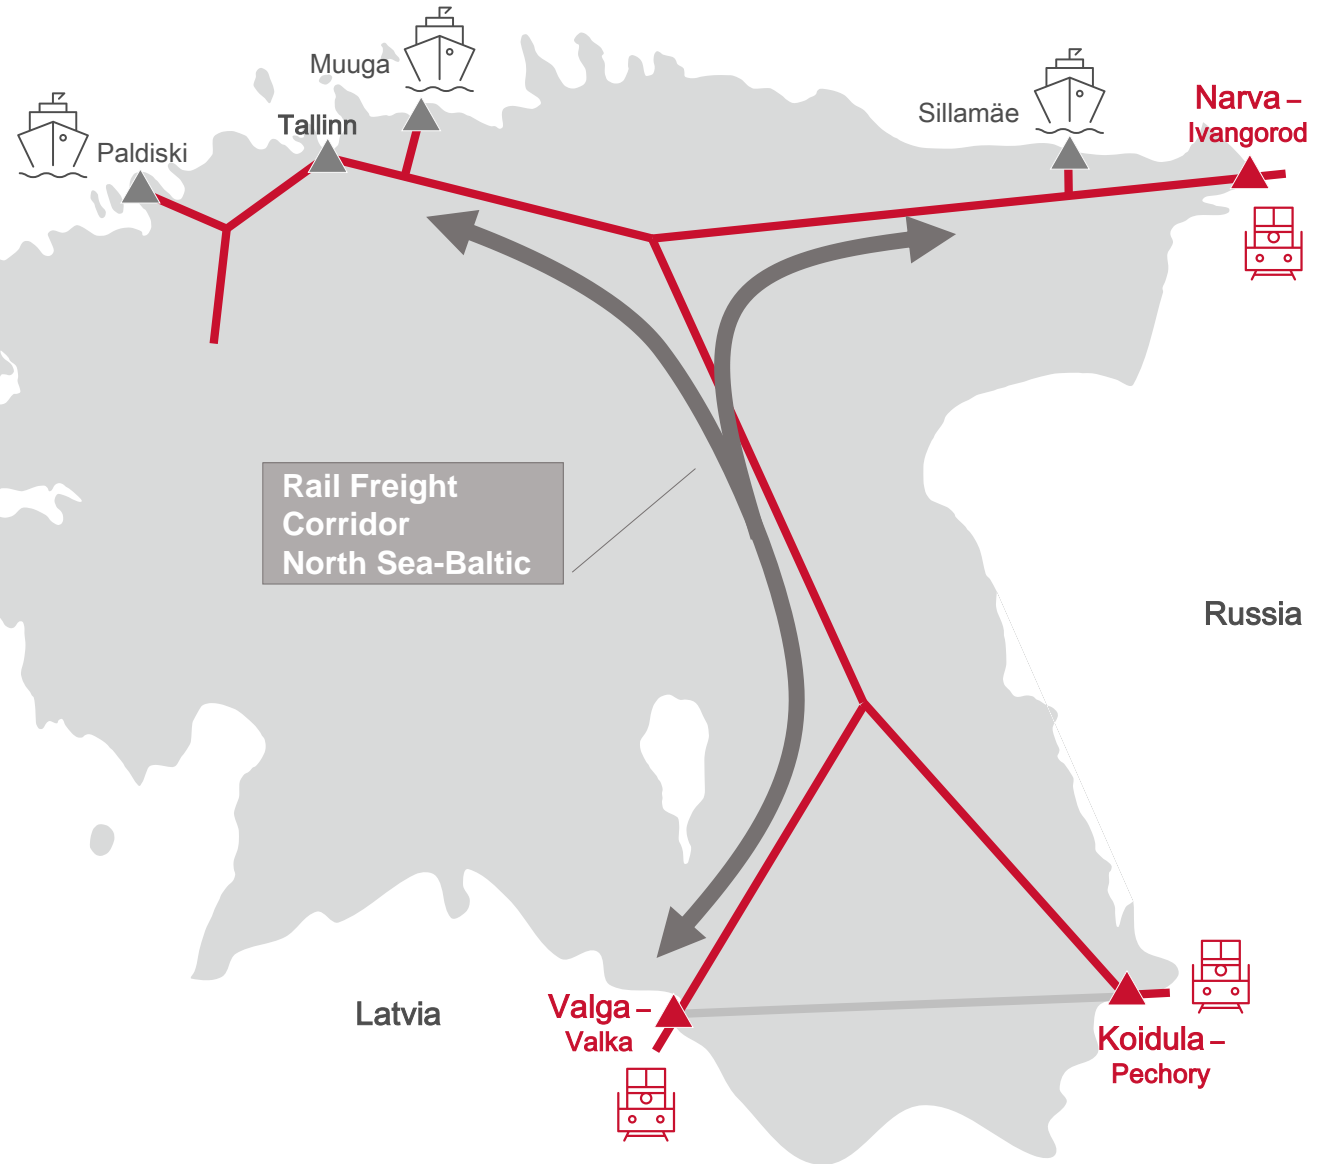 Muuga
Tallinn
Paldiski
Sillamäe
Narva –
Ivangorod
Rail Freight
Corridor
North Sea-Baltic
Russia
Latvia
Valga –
Valka
Koidula –
Pechory